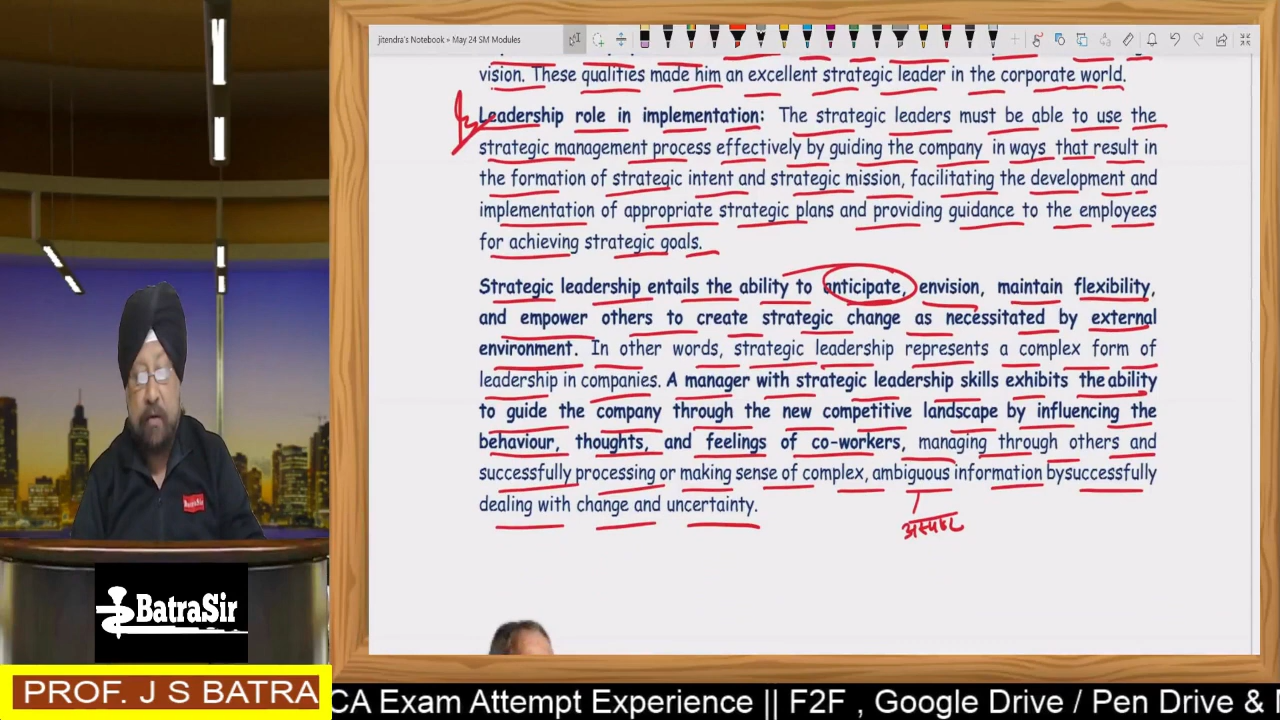 jitendra's Notebook » May 24 SM Modules
vision. These qualities made him an excellent strategic leader in the corporate world.
Leadership role in implementation: The strategic leaders must be able to use the
strategic management process effectively by guiding the company in ways that result in
the formation of strategic intent and strategic mission, facilitating the development and
implementation of appropriate strategic plans and providing guidance to the employees
for achieving strategic goals.
Strategic leadership entails the ability to anticipate, envision, maintain flexibility,
and empower others to create strategic change as necessitated by external
environment. In other words, strategic leadership represents a complex form of
leadership in companies. A manager with strategic leadership skills exhibits the ability
to guide the company through the new competitive landscape by influencing the
behaviour, thoughts, and feelings of co-workers, managing through others and
successfully processing or making sense of complex, ambiguous information bysuccessfully
dealing with change and uncertainty.
अस्पष्ट
BatraSir
PROF. J S BATRA
CA Exam Attempt Experience || F2F , Google Drive / Pen Drive &